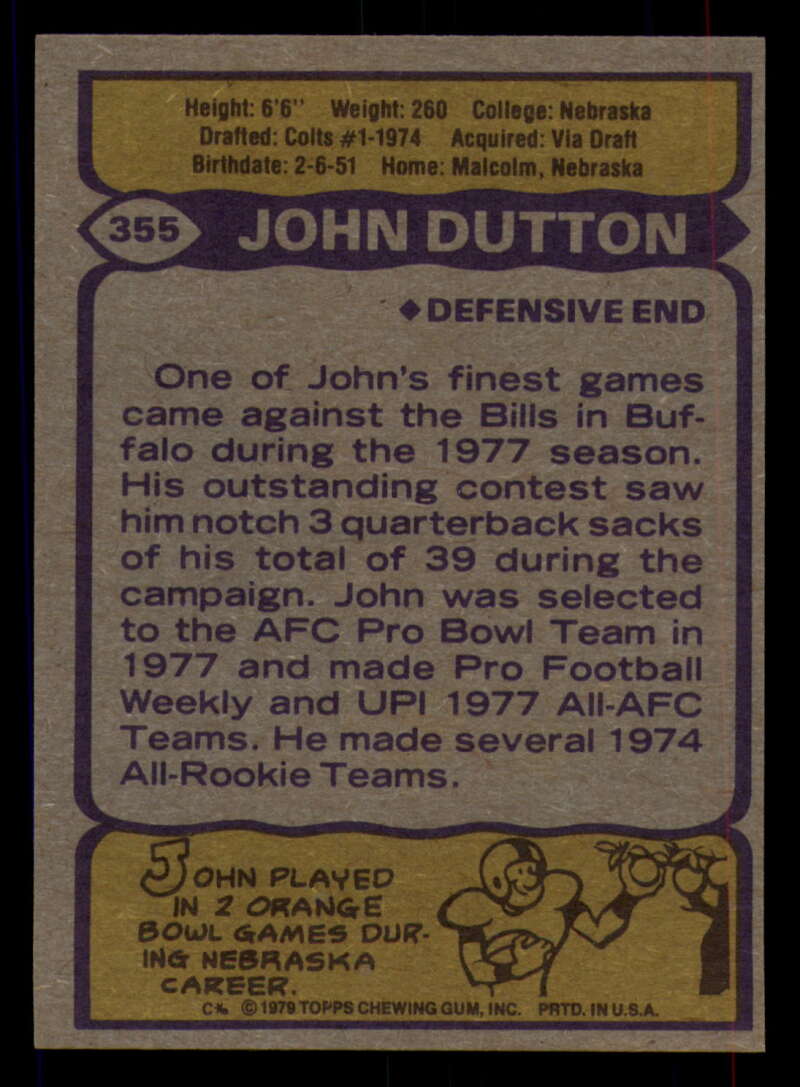 Height: 6'6" Weight: 260 College: Nebraska
Drafted: Colts #1-1974 Acquired: Via Draft
Birthdate: 2-6-51 Home: Malcolm, Nebraska
355 JOHN DUTTON
◆ DEFENSIVE END
One of John's finest games
came against the Bills in Buf-
falo during the 1977 season.
His outstanding contest saw
him notch 3 quarterback sacks
of his total of 39 during the
campaign. John was selected
to the AFC Pro Bowl Team in
1977 and made Pro Football
Weekly and UPI 1977 All-AFC
Teams. He made several 1974
All-Rookie Teams.
JOHN PLAYED
IN 2 ORANGE
BOWL GAMES DUR-
ING NEBRASKA
CAREER.
C* © 1979 TOPPS CHEWING GUM, INC. PRTD. IN U.S.A.